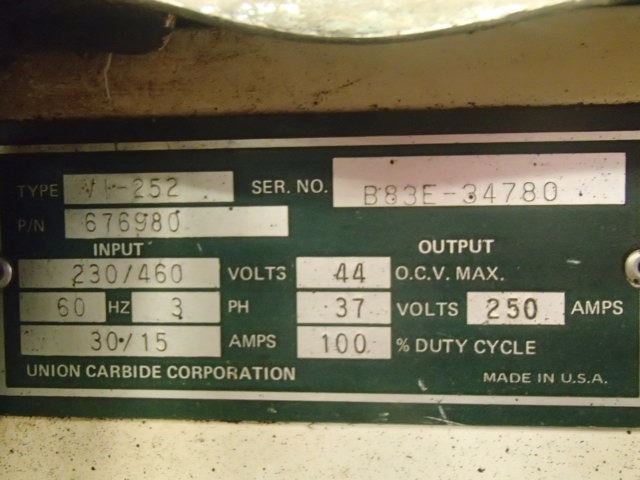 TYPE VI-252 SER. NO. B83E-34780
P/N 676980
INPUT OUTPUT
230/460 VOLTS 44 O.C.V. MAX.
60 HZ 3 PH 37 VOLTS 250 AMPS
30/15 AMPS 100 % DUTY CYCLE
UNION CARBIDE CORPORATION MADE IN U.S.A.